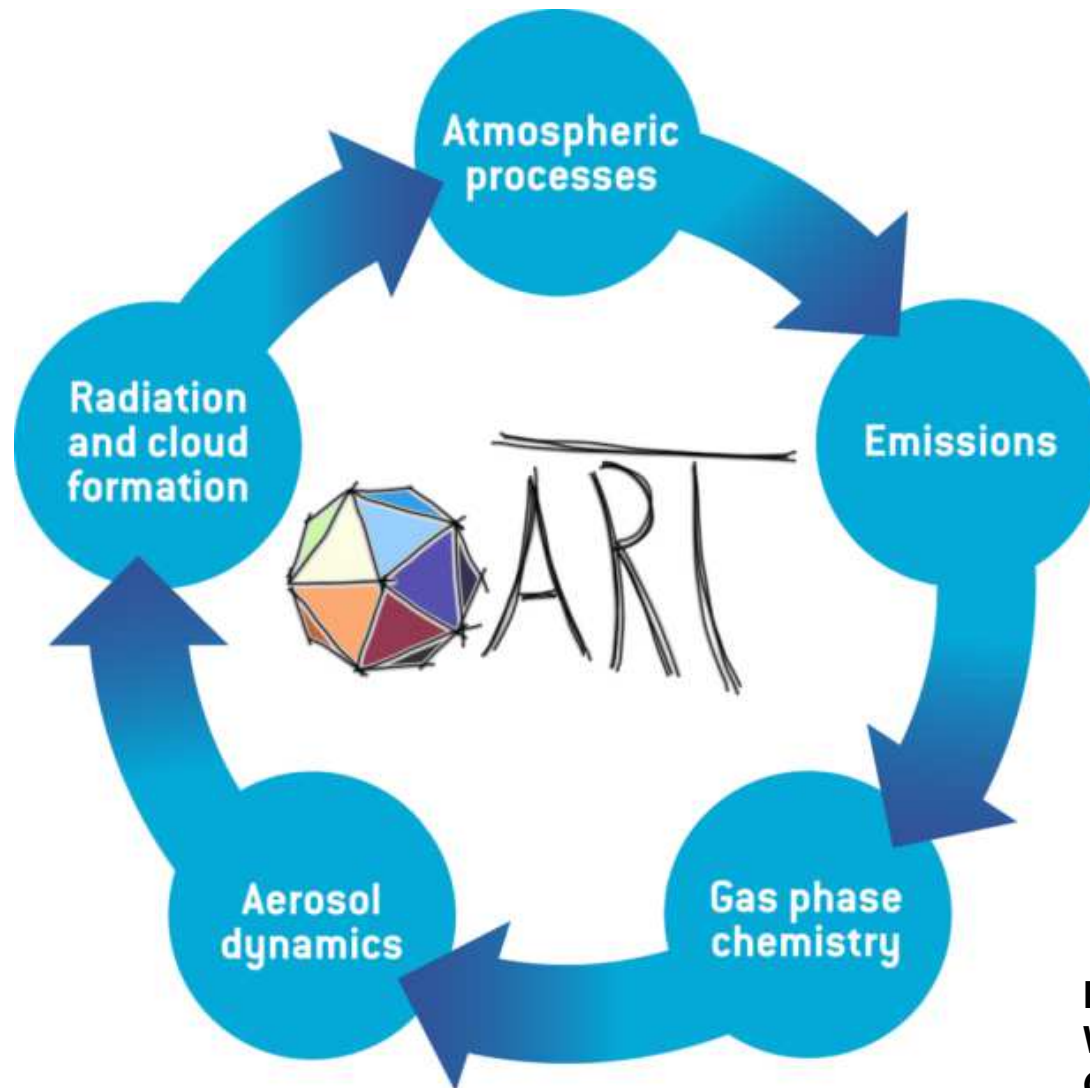 Atmospheric
processes
Emissions
Gas phase
chemistry
Aerosol
dynamics
Radiation
and cloud
formation
ART